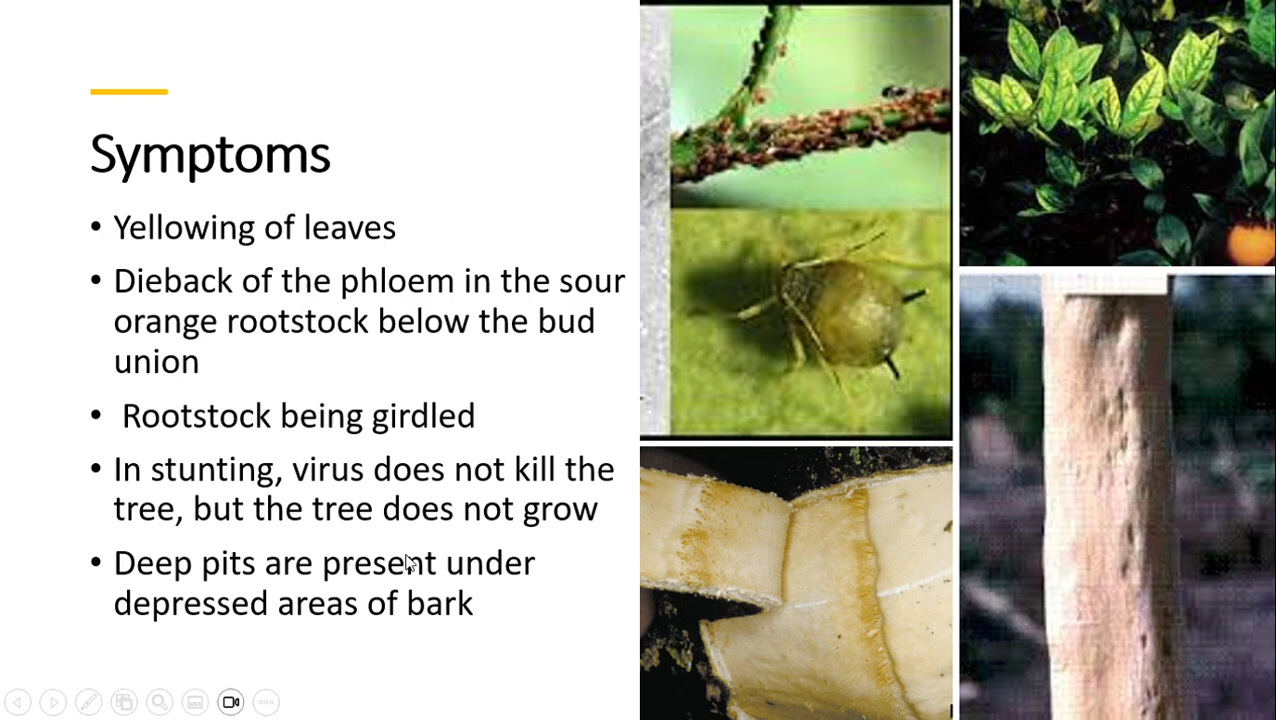 Symptoms
• Yellowing of leaves
• Dieback of the phloem in the sour
orange rootstock below the bud
union
• Rootstock being girdled
• In stunting, virus does not kill the
tree, but the tree does not grow
• Deep pits are present under
depressed areas of bark